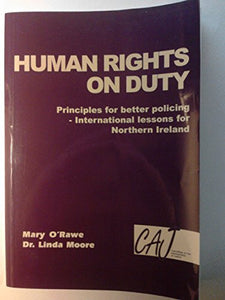 HUMAN RIGHTS
ON DUTY
Principles for better policing
- International lessons for
Northern Ireland
Mary O'Rawe
Dr. Linda Moore
CAJ